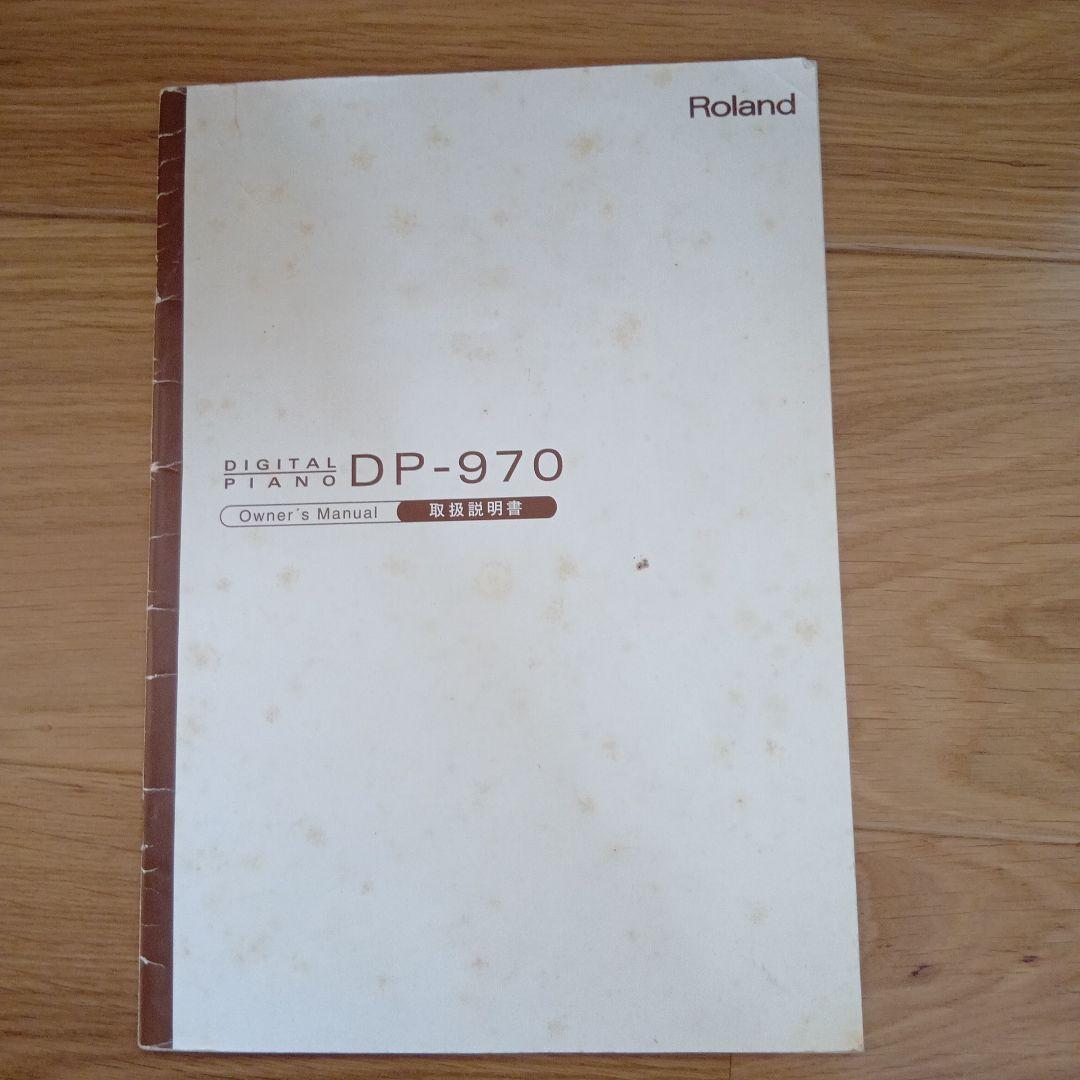 Roland
DIGITAL
PIANO DP-970
Owner's Manual 取扱説明書